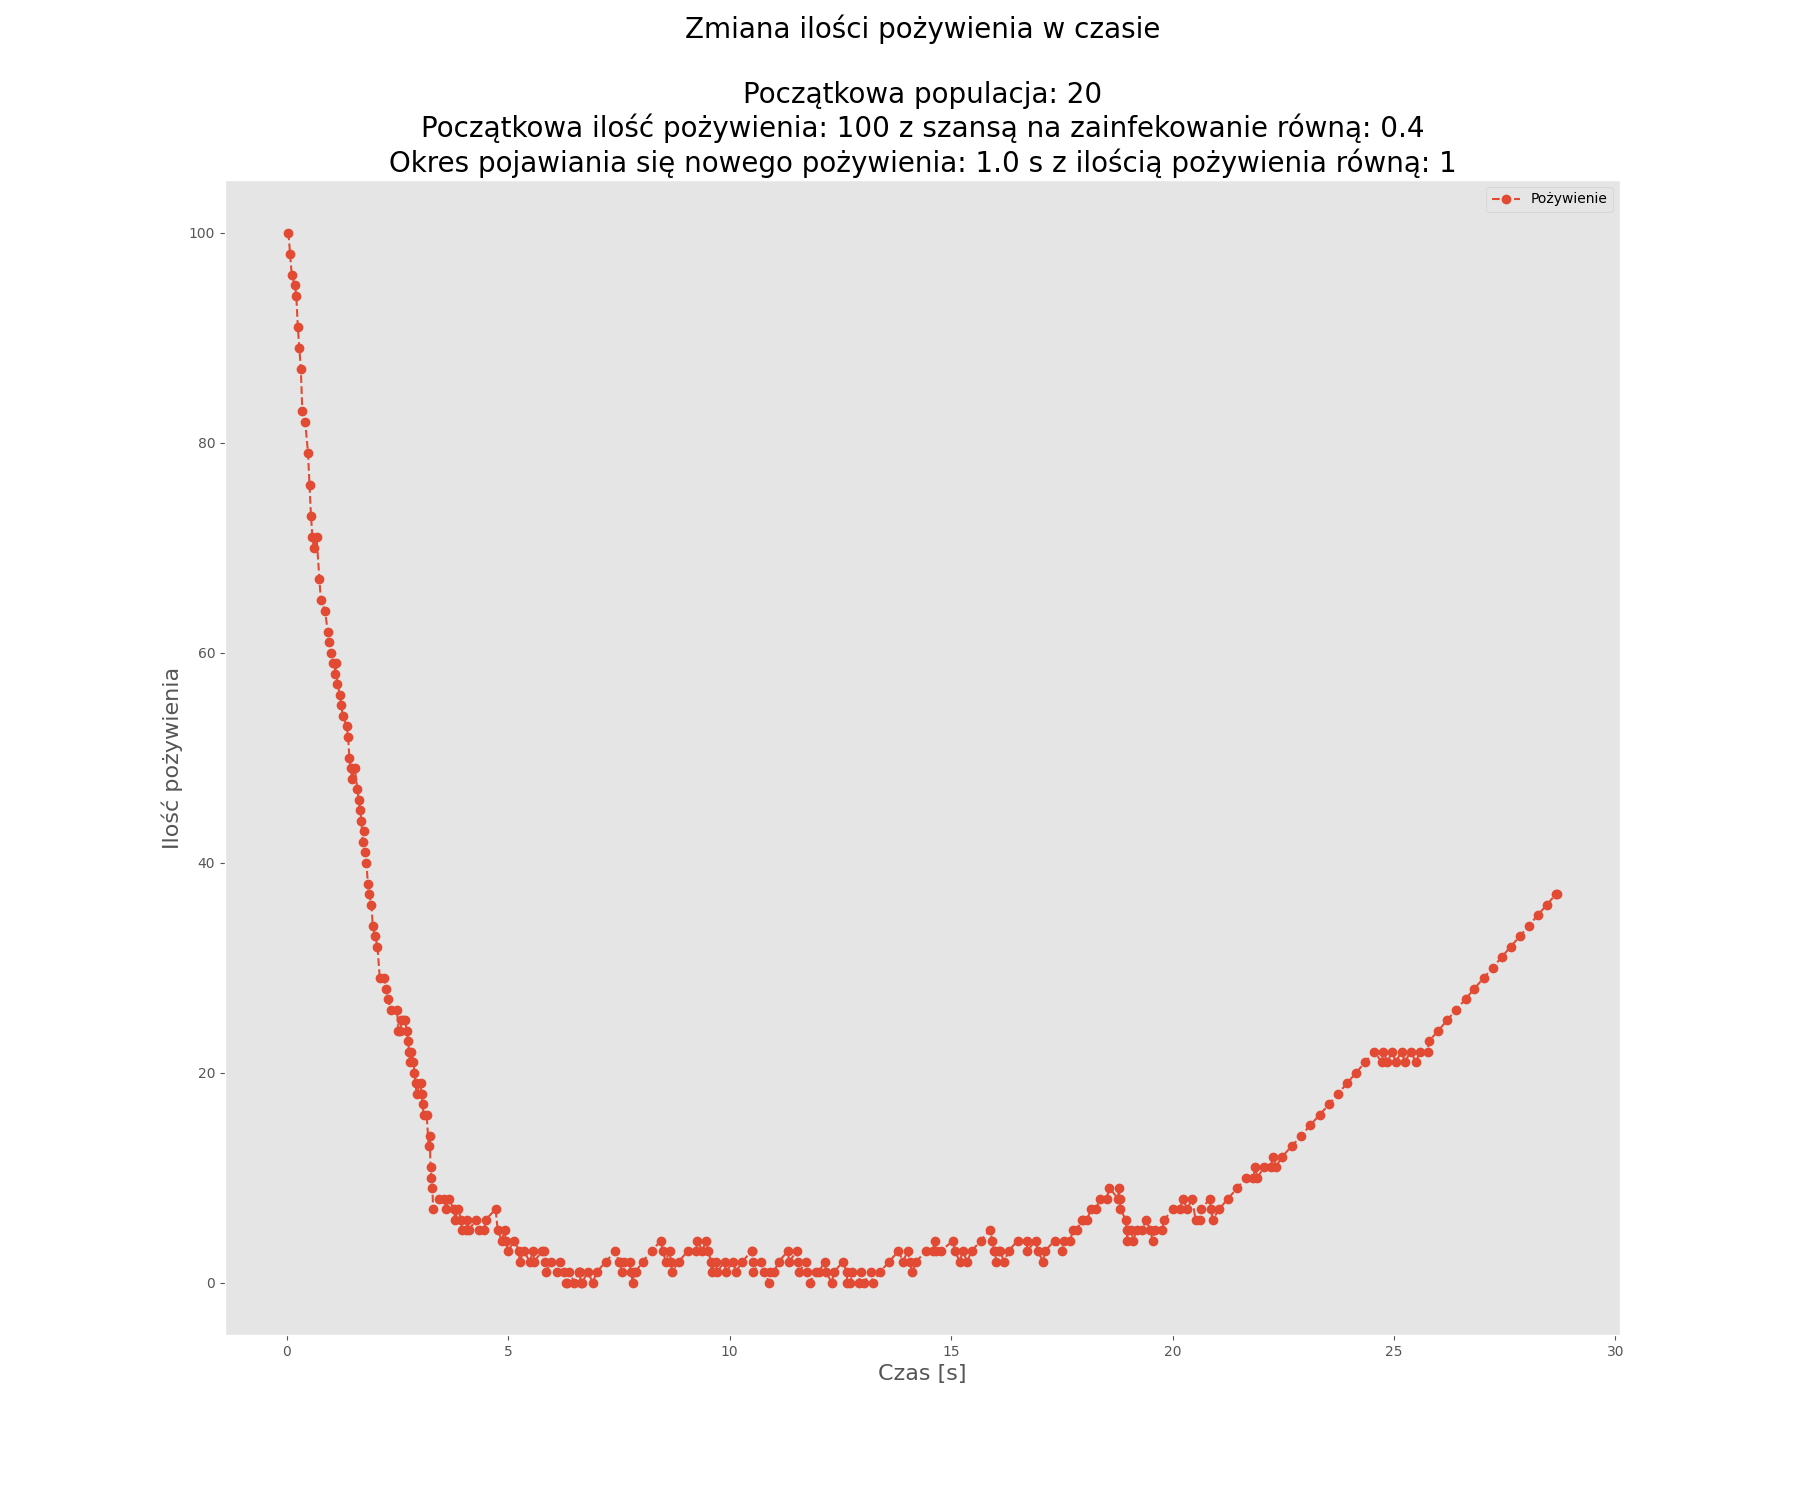 Zmiana ilości pożywienia w czasie
Początkowa populacja: 20
Początkowa ilość pożywienia: 100 z szansą na zainfekowanie równą: 0.4
Okres pojawiania się nowego pożywienia: 1.0 s z ilością pożywienia równą: 1
Pożywienie
100
80
60
40
20
0
Ilość pożywienia
0 5 10 15 20 25 30
Czas [s]